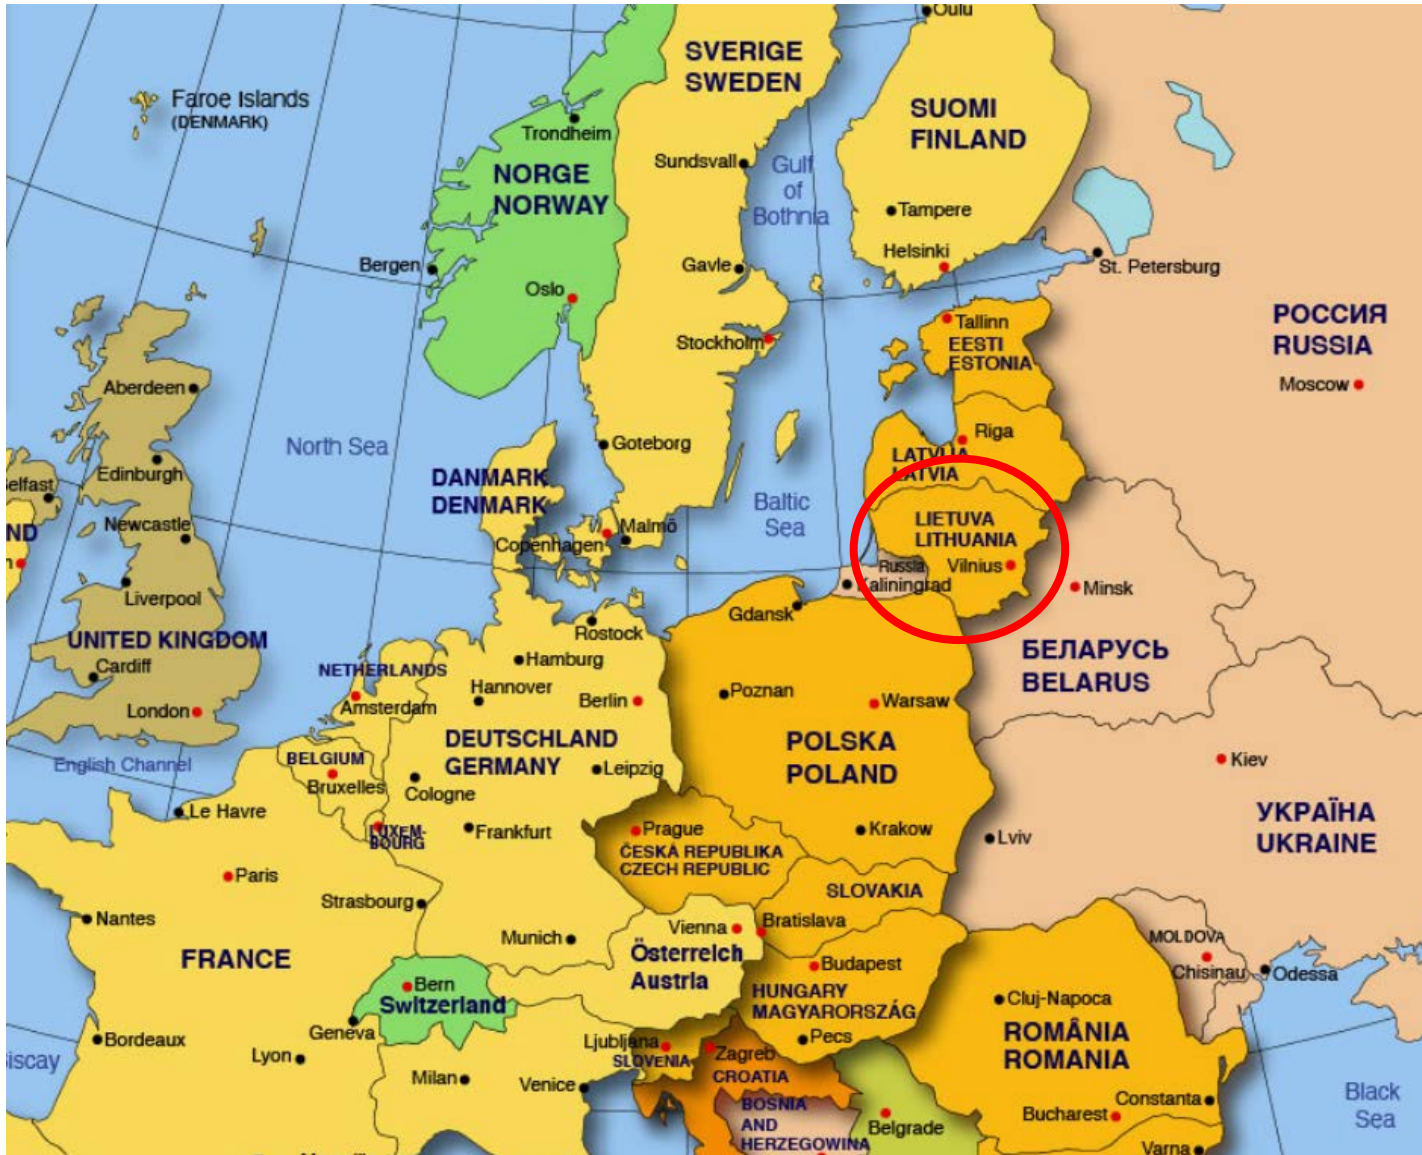 Oulu
SVERIGE
SWEDEN
Faroe Islands
(DENMARK)
SUOMI
FINLAND
Trondheim
Sundsvall
Gulf
of
Bothnia
NORGE
NORWAY
Tampere
Helsinki
Bergen
Gavle
St. Petersburg
Oslo
Stockholm
Tallinn
EESTI
ESTONIA
РОССИЯ
RUSSIA
Moscow
Aberdeen
North Sea
Goteborg
Riga
LATVIJA
LATVIA
Edinburgh
elfast
DANMARK
DENMARK
Baltic
Sea
Newcastle
Malmö
Copenhagen
LIETUVA
LITHUANIA
ND
Russia
Vilnius
Kaliningrad
Minsk
Liverpool
Gdansk
Rostock
UNITED KINGDOM
Cardiff
БЕЛАРУСЬ
BELARUS
NETHERLANDS
Hamburg
Hannover
Amsterdam
Berlin
Poznan
Warsaw
London
English Channel
BELGIUM
Bruxelles
DEUTSCHLAND
GERMANY
POLSKA
POLAND
Leipzig
Cologne
Kiev
Le Havre
LUXEM-
BOURG
Frankfurt
Prague
ČESKÁ REPUBLIKA
CZECH REPUBLIC
Krakow
Lviv
УКРАЇНА
UKRAINE
Paris
Strasbourg
SLOVAKIA
Nantes
Munich
Vienna
Bratislava
FRANCE
Österreich
Austria
MOLDOVA
Chisinau
Odessa
Bern
Switzerland
Geneva
Budapest
HUNGARY
MAGYARORSZÁG
Cluj-Napoca
Bordeaux
iscay
Lyon
Ljubljana
SLOVENIA
Pecs
ROMÂNIA
ROMANIA
Milan
Venice
Zagreb
CROATIA
BOSNIA
AND
HERZEGOWINA
Belgrade
Bucharest
Constanta
Black
Sea
Varna